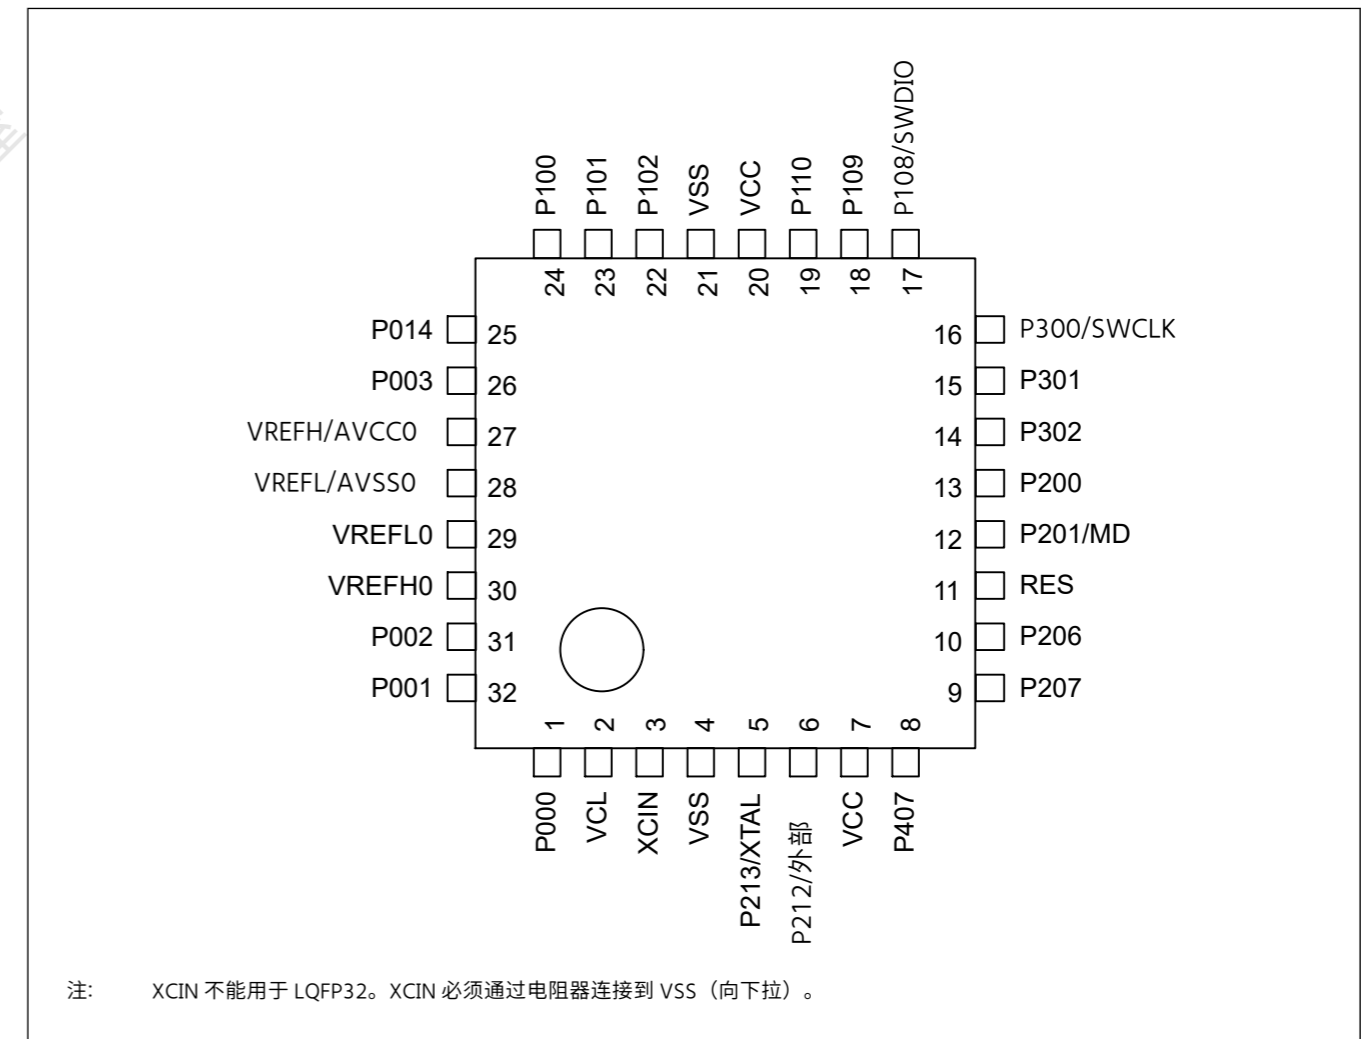 P100 P101 P102 VSS VCC P110 P109 P108/SWDIO
24 23 22 21 20 19 18 17
P014 25
P003 26
VREFH/AVCC0 27
VREFL/AVSS0 28
VREFL0 29
VREFH0 30
P002 31
P001 32
16 P300/SWCLK
15 P301
14 P302
13 P200
12 P201/MD
11 RES
10 P206
9 P207
1 2 3 4 5 6 7 8
P000 VCL XCIN VSS P213/XTAL P212/外部 VCC P407
注: XCIN 不能用于 LQFP32。XCIN 必须通过电阻器连接到 VSS（向下拉）。